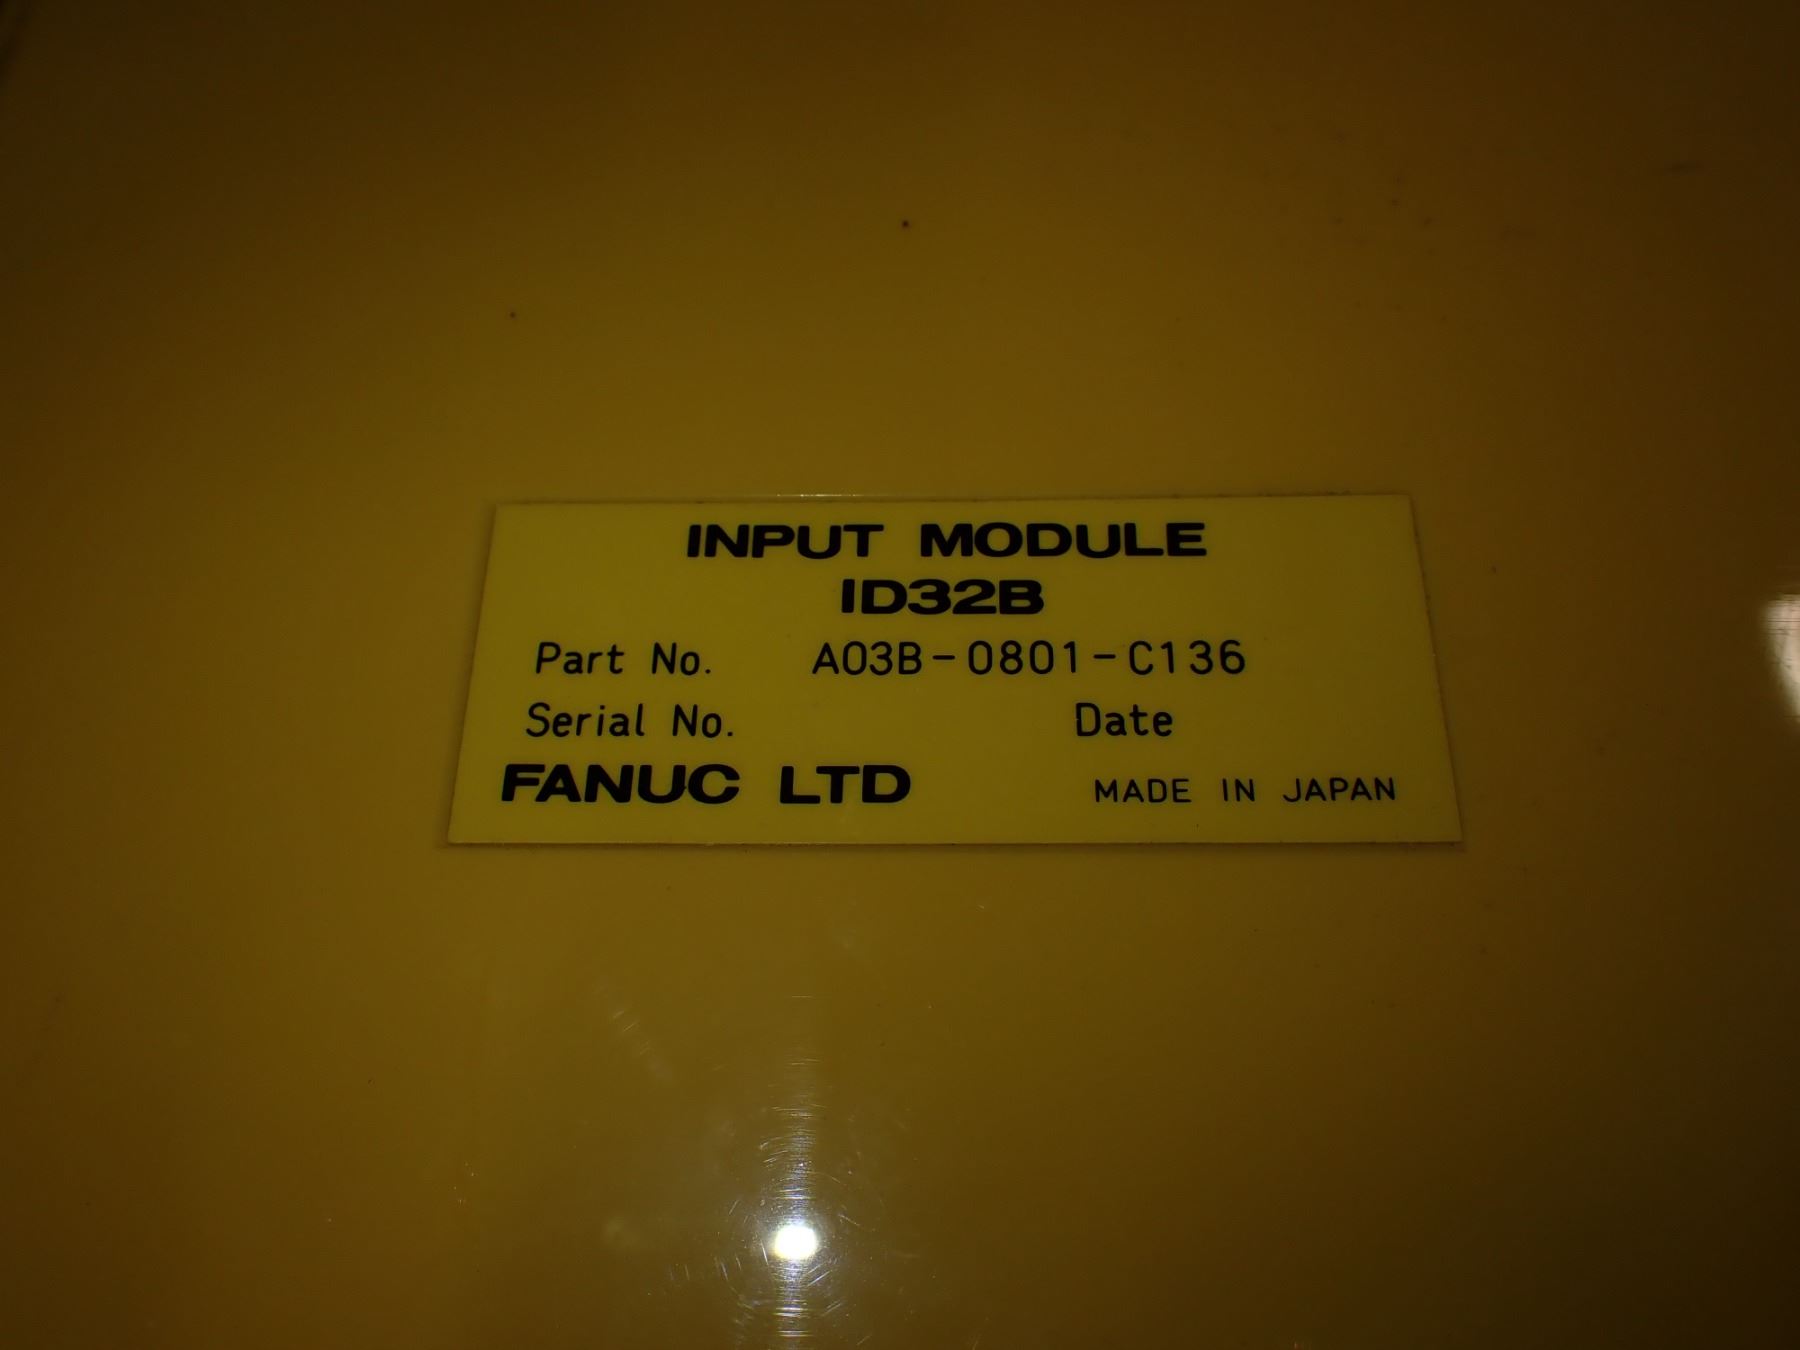 INPUT MODULE
ID32B
Part No. A03B-0801-C136
Serial No. Date
FANUC LTD MADE IN JAPAN